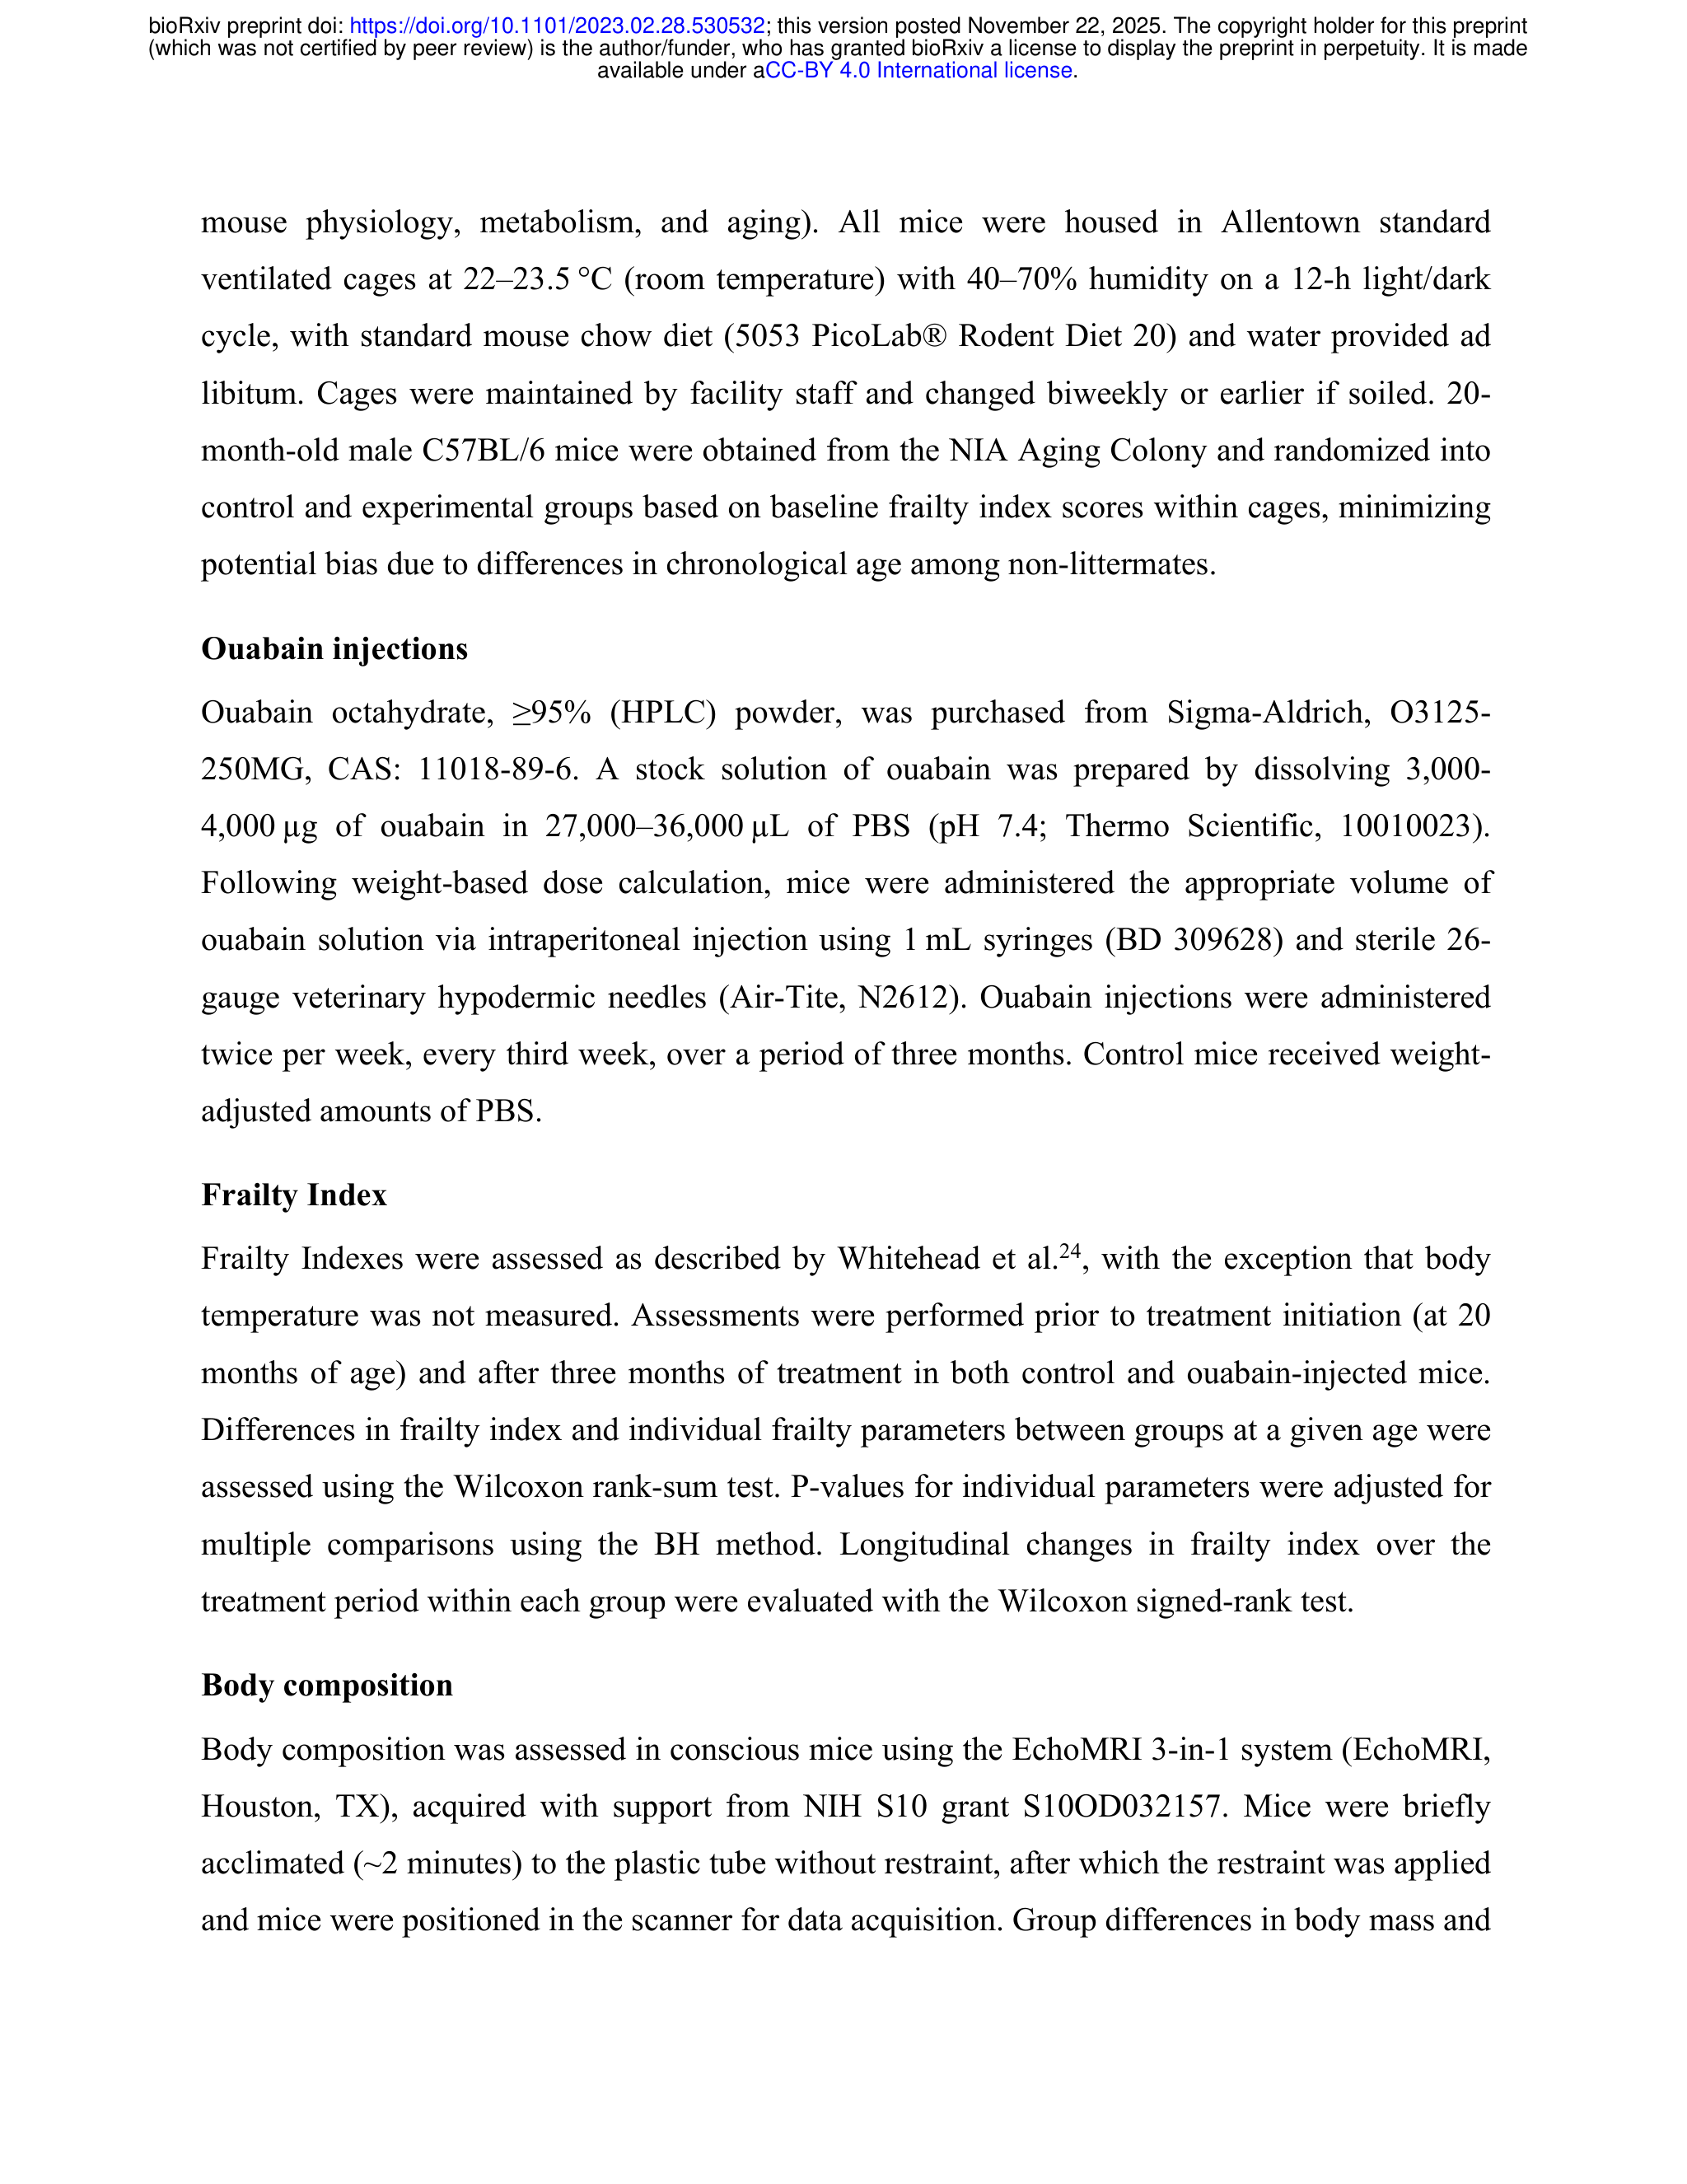 bioRxiv preprint doi: https://doi.org/10.1101/2023.02.28.530532; this version posted November 22, 2025. The copyright holder for this preprint
(which was not certified by peer review) is the author/funder, who has granted bioRxiv a license to display the preprint in perpetuity. It is made
available under aCC-BY 4.0 International license.
mouse physiology, metabolism, and aging). All mice were housed in Allentown standard
ventilated cages at 22–23.5 °C (room temperature) with 40–70% humidity on a 12-h light/dark
cycle, with standard mouse chow diet (5053 PicoLab® Rodent Diet 20) and water provided ad
libitum. Cages were maintained by facility staff and changed biweekly or earlier if soiled. 20-
month-old male C57BL/6 mice were obtained from the NIA Aging Colony and randomized into
control and experimental groups based on baseline frailty index scores within cages, minimizing
potential bias due to differences in chronological age among non-littermates.
Ouabain injections
Ouabain octahydrate, ≥95% (HPLC) powder, was purchased from Sigma-Aldrich, O3125-
250MG, CAS: 11018-89-6. A stock solution of ouabain was prepared by dissolving 3,000-
4,000 µg of ouabain in 27,000–36,000 µL of PBS (pH 7.4; Thermo Scientific, 10010023).
Following weight-based dose calculation, mice were administered the appropriate volume of
ouabain solution via intraperitoneal injection using 1 mL syringes (BD 309628) and sterile 26-
gauge veterinary hypodermic needles (Air-Tite, N2612). Ouabain injections were administered
twice per week, every third week, over a period of three months. Control mice received weight-
adjusted amounts of PBS.
Frailty Index
Frailty Indexes were assessed as described by Whitehead et al.24, with the exception that body
temperature was not measured. Assessments were performed prior to treatment initiation (at 20
months of age) and after three months of treatment in both control and ouabain-injected mice.
Differences in frailty index and individual frailty parameters between groups at a given age were
assessed using the Wilcoxon rank-sum test. P-values for individual parameters were adjusted for
multiple comparisons using the BH method. Longitudinal changes in frailty index over the
treatment period within each group were evaluated with the Wilcoxon signed-rank test.
Body composition
Body composition was assessed in conscious mice using the EchoMRI 3-in-1 system (EchoMRI,
Houston, TX), acquired with support from NIH S10 grant S10OD032157. Mice were briefly
acclimated (~2 minutes) to the plastic tube without restraint, after which the restraint was applied
and mice were positioned in the scanner for data acquisition. Group differences in body mass and